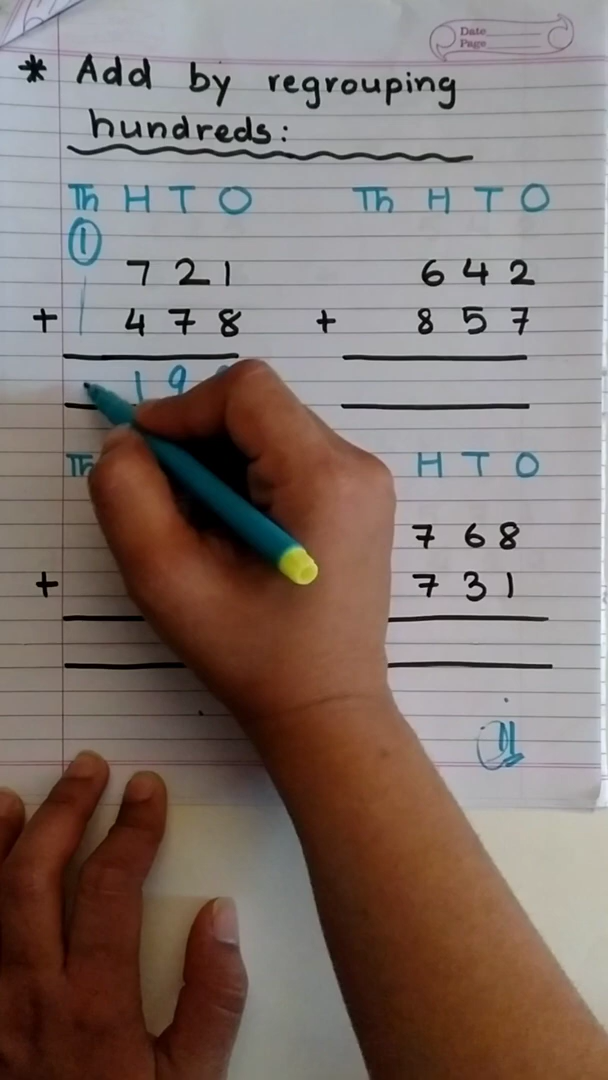 Date
Page
* Add by regrouping
hundreds:
Th H T O
Th H T O
1
7 2 1
6 4 2
+ 4 7 8
+ 8 5 7
1 9
Th
H T O
7 6 8
+
7 3 1